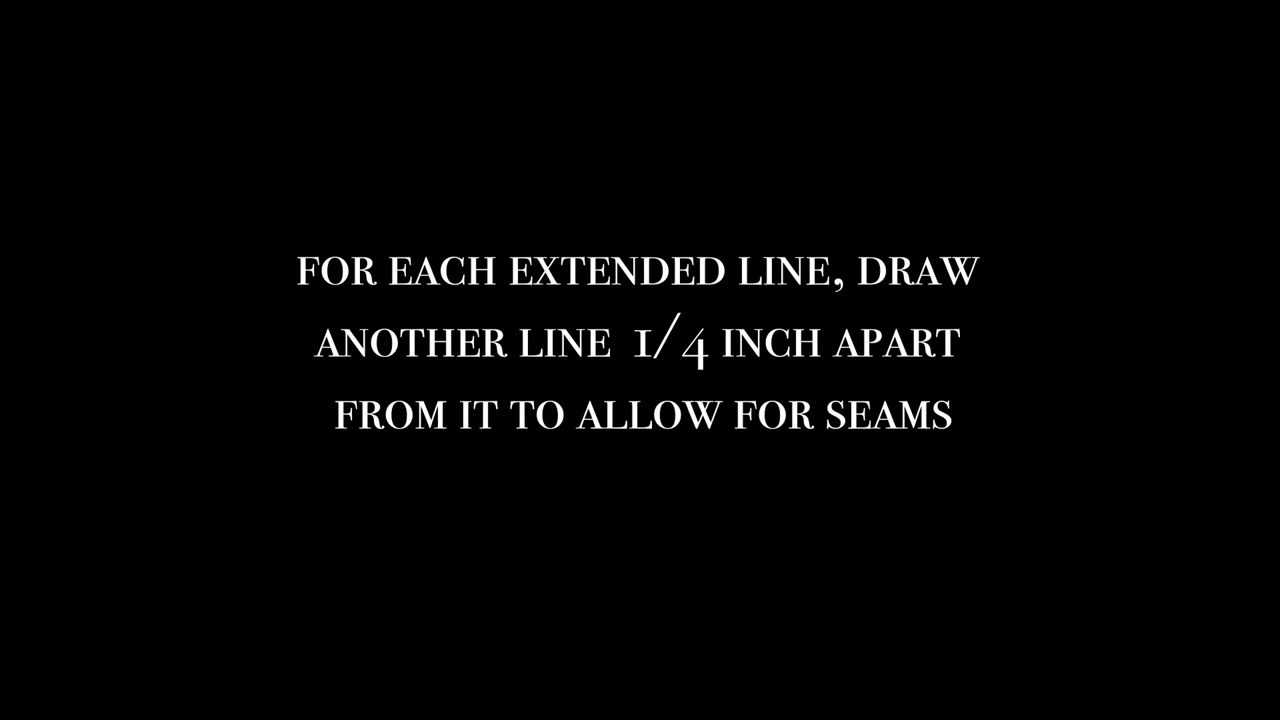 FOR EACH EXTENDED LINE, DRAW
ANOTHER LINE 1/4 INCH APART
FROM IT TO ALLOW FOR SEAMS